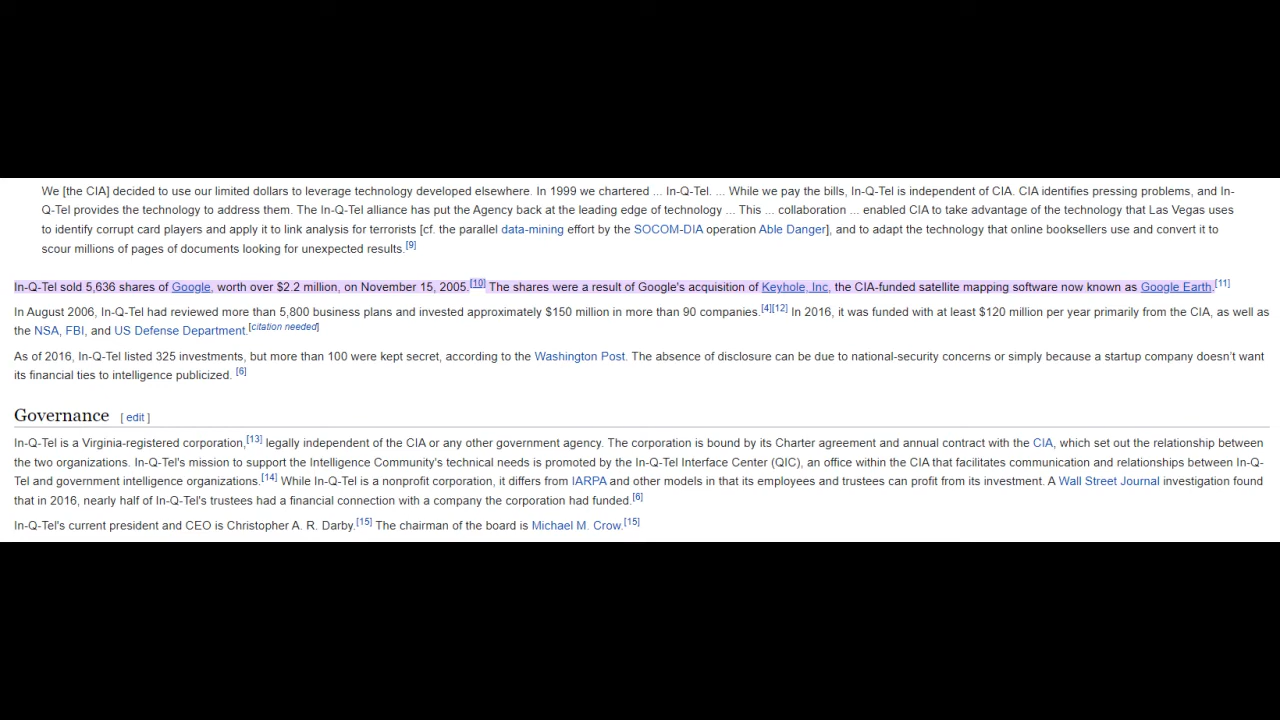 We [the CIA] decided to use our limited dollars to leverage technology developed elsewhere. In 1999 we chartered ... In-Q-Tel. ... While we pay the bills, In-Q-Tel is independent of CIA. CIA identifies pressing problems, and In-
Q-Tel provides the technology to address them. The In-Q-Tel alliance has put the Agency back at the leading edge of technology ... This ... collaboration ... enabled CIA to take advantage of the technology that Las Vegas uses
to identify corrupt card players and apply it to link analysis for terrorists [cf. the parallel data-mining effort by the SOCOM-DIA operation Able Danger], and to adapt the technology that online booksellers use and convert it to
scour millions of pages of documents looking for unexpected results.[9]
In-Q-Tel sold 5,636 shares of Google, worth over $2.2 million, on November 15, 2005.[10] The shares were a result of Google's acquisition of Keyhole, Inc, the CIA-funded satellite mapping software now known as Google Earth.[11]
In August 2006, In-Q-Tel had reviewed more than 5,800 business plans and invested approximately $150 million in more than 90 companies.[4][12] In 2016, it was funded with at least $120 million per year primarily from the CIA, as well as
the NSA, FBI, and US Defense Department.[citation needed]
As of 2016, In-Q-Tel listed 325 investments, but more than 100 were kept secret, according to the Washington Post. The absence of disclosure can be due to national-security concerns or simply because a startup company doesn’t want
its financial ties to intelligence publicized. [6]
Governance [ edit ]
In-Q-Tel is a Virginia-registered corporation,[13] legally independent of the CIA or any other government agency. The corporation is bound by its Charter agreement and annual contract with the CIA, which set out the relationship between
the two organizations. In-Q-Tel's mission to support the Intelligence Community's technical needs is promoted by the In-Q-Tel Interface Center (QIC), an office within the CIA that facilitates communication and relationships between In-Q-
Tel and government intelligence organizations.[14] While In-Q-Tel is a nonprofit corporation, it differs from IARPA and other models in that its employees and trustees can profit from its investment. A Wall Street Journal investigation found
that in 2016, nearly half of In-Q-Tel's trustees had a financial connection with a company the corporation had funded.[6]
In-Q-Tel's current president and CEO is Christopher A. R. Darby.[15] The chairman of the board is Michael M. Crow.[15]